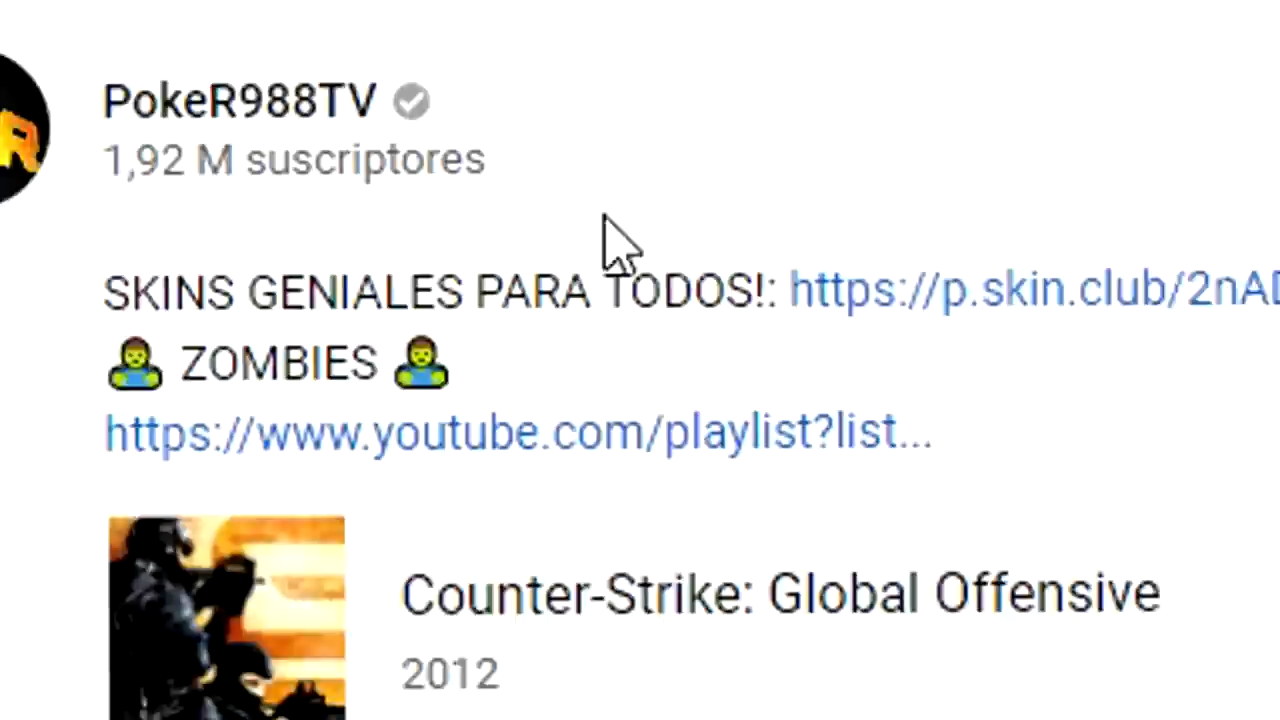 PokeR988TV
1,92 M suscriptores
SKINS GENIALES PARA TODOS!: https://p.skin.club/2nAD
ZOMBIES
https://www.youtube.com/playlist?list...
Counter-Strike: Global Offensive
2012